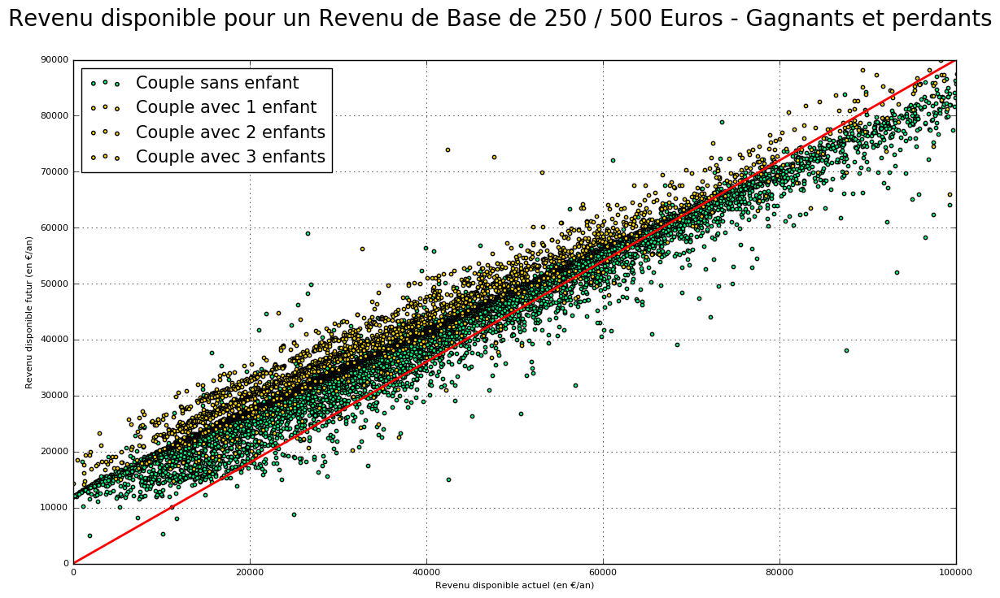 Revenu disponible pour un Revenu de Base de 250 / 500 Euros - Gagnants et perdants
90000
80000
70000
60000
50000
40000
30000
20000
10000
0
Revenu disponible futur (en €/an)
Couple sans enfant
Couple avec 1 enfant
Couple avec 2 enfants
Couple avec 3 enfants
0 20000 40000 60000 80000 100000
Revenu disponible actuel (en €/an)